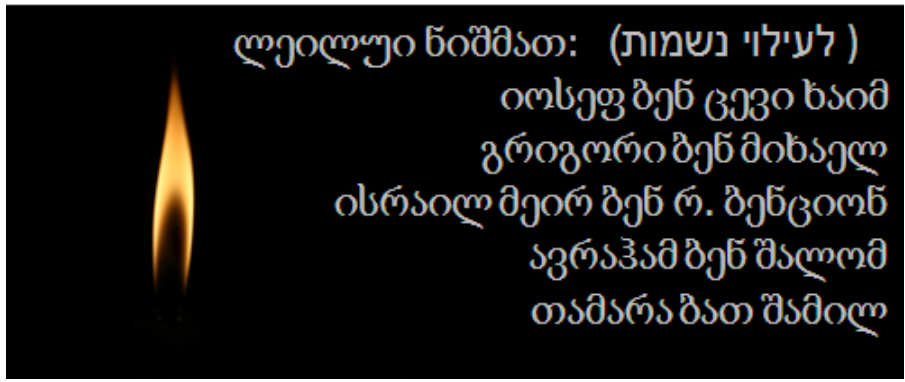 ლეილუი ნიშმათ: (לעילוי נשמות)
იოსეფ ბენ ცევი ხაიმ
გრიგორი ბენ მიხაელ
ისრაილ მეირ ბენ რ. ბენციონ
ავრაჰამ ბენ შალომ
თამარა ბათ შამილ